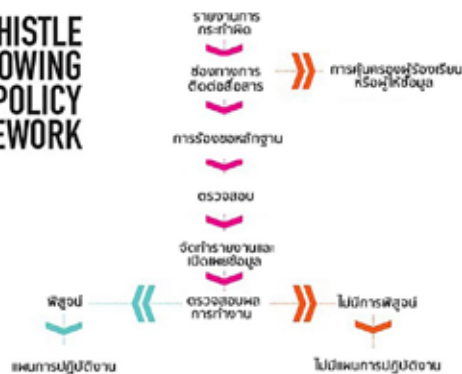 HISTLE
OWING
POLICY
EWORK
รายงานการ
กระทำผิด
ช่องทางการ
ติดต่อสื่อสาร
การคุ้มครองผู้ร้องเรียน
หรือผู้ให้ข้อมูล
การร้องขอหลักฐาน
ตรวจสอบ
จัดทำรายงานและ
เปิดเผยข้อมูล
พิสูจน์
ตรวจสอบผล
การทำงาน
ไม่มีการพิสูจน์
แผนการปฏิบัติงาน
ไม่มีแผนการปฏิบัติงาน